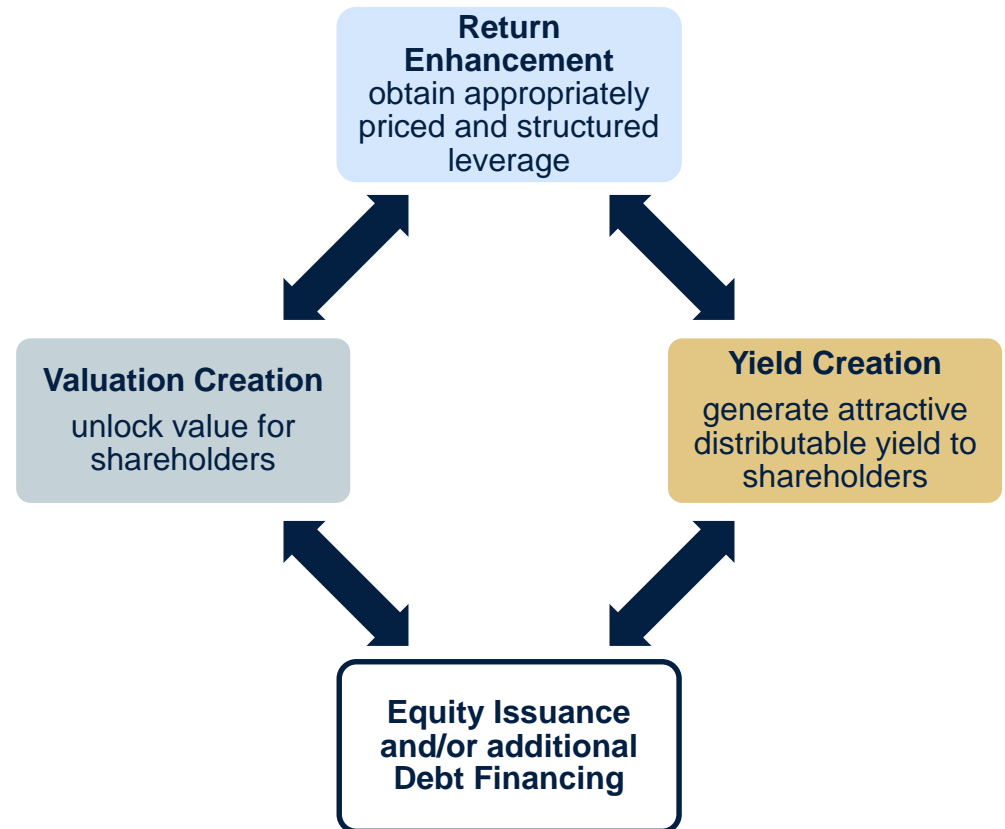 Return
Enhancement
obtain appropriately
priced and structured
leverage
Valuation Creation
unlock value for
shareholders
Yield Creation
generate attractive
distributable yield to
shareholders
Equity Issuance
and/or additional
Debt Financing